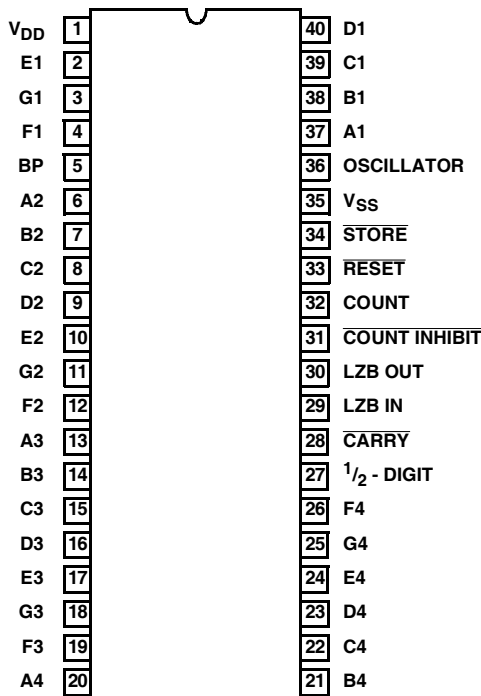 VDD 1 40 D1
E1 2 39 C1
G1 3 38 B1
F1 4 37 A1
BP 5 36 OSCILLATOR
A2 6 35 VSS
B2 7 34 STORE
C2 8 33 RESET
D2 9 32 COUNT
E2 10 31 COUNT INHIBIT
G2 11 30 LZB OUT
F2 12 29 LZB IN
A3 13 28 CARRY
B3 14 27 1/2 - DIGIT
C3 15 26 F4
D3 16 25 G4
E3 17 24 E4
G3 18 23 D4
F3 19 22 C4
A4 20 21 B4